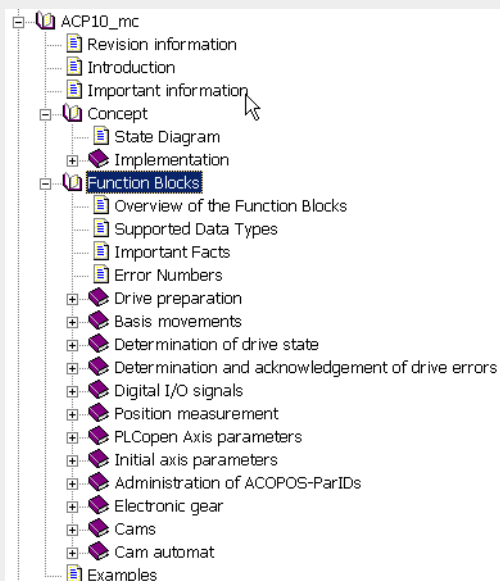 ACP10_mc
Revision information
Introduction
Important information
Concept
State Diagram
Implementation
Function Blocks
Overview of the Function Blocks
Supported Data Types
Important Facts
Error Numbers
Drive preparation
Basis movements
Determination of drive state
Determination and acknowledgement of drive errors
Digital I/O signals
Position measurement
PLCopen Axis parameters
Initial axis parameters
Administration of ACOPOS-ParIDs
Electronic gear
Cams
Cam automat
Examples